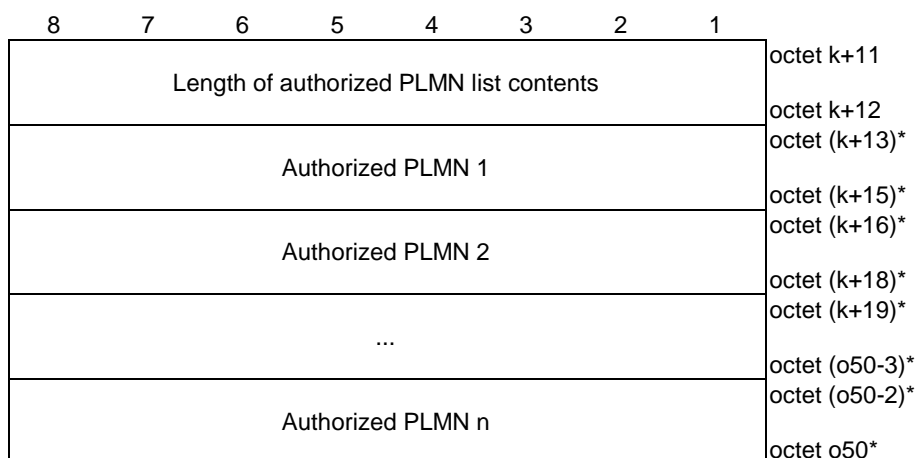 8 7 6 5 4 3 2 1
octet k+11
Length of authorized PLMN list contents
octet k+12
octet (k+13)*
Authorized PLMN 1
octet (k+15)*
octet (k+16)*
Authorized PLMN 2
octet (k+18)*
octet (k+19)*
...
octet (o50-3)*
octet (o50-2)*
Authorized PLMN n
octet o50*